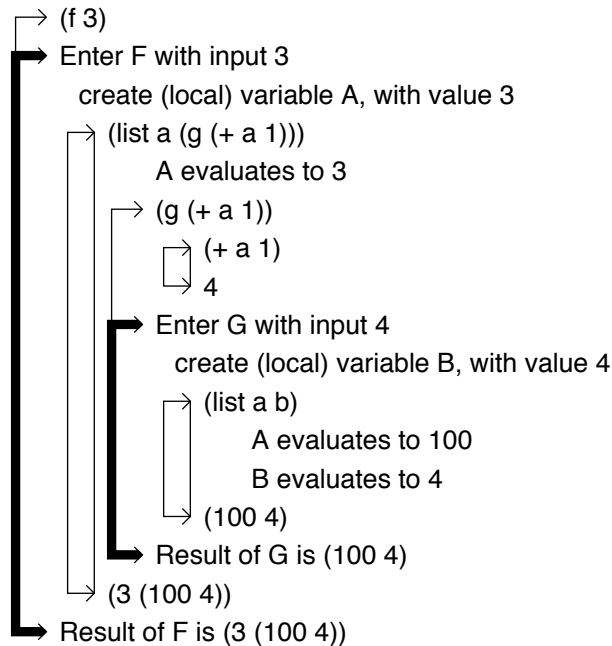 (f 3)
Enter F with input 3
create (local) variable A, with value 3
(list a (g (+ a 1)))
A evaluates to 3
(g (+ a 1))
(+ a 1)
4
Enter G with input 4
create (local) variable B, with value 4
(list a b)
A evaluates to 100
B evaluates to 4
(100 4)
Result of G is (100 4)
(3 (100 4))
Result of F is (3 (100 4))